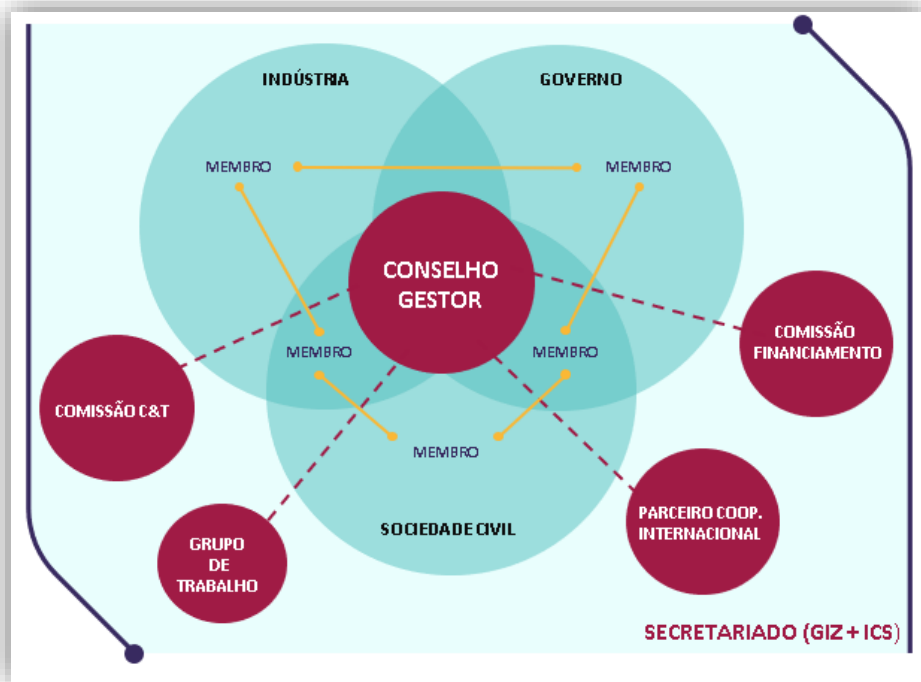 INDÚSTRIA
GOVERNO
MEMBRO
MEMBRO
CONSELHO
GESTOR
MEMBRO
MEMBRO
COMISSÃO
FINANCIAMENTO
COMISSÃO C&T
MEMBRO
SOCIEDADE CIVIL
PARCEIRO COOP.
INTERNACIONAL
GRUPO
DE
TRABALHO
SECRETARIADO (GIZ + ICS)